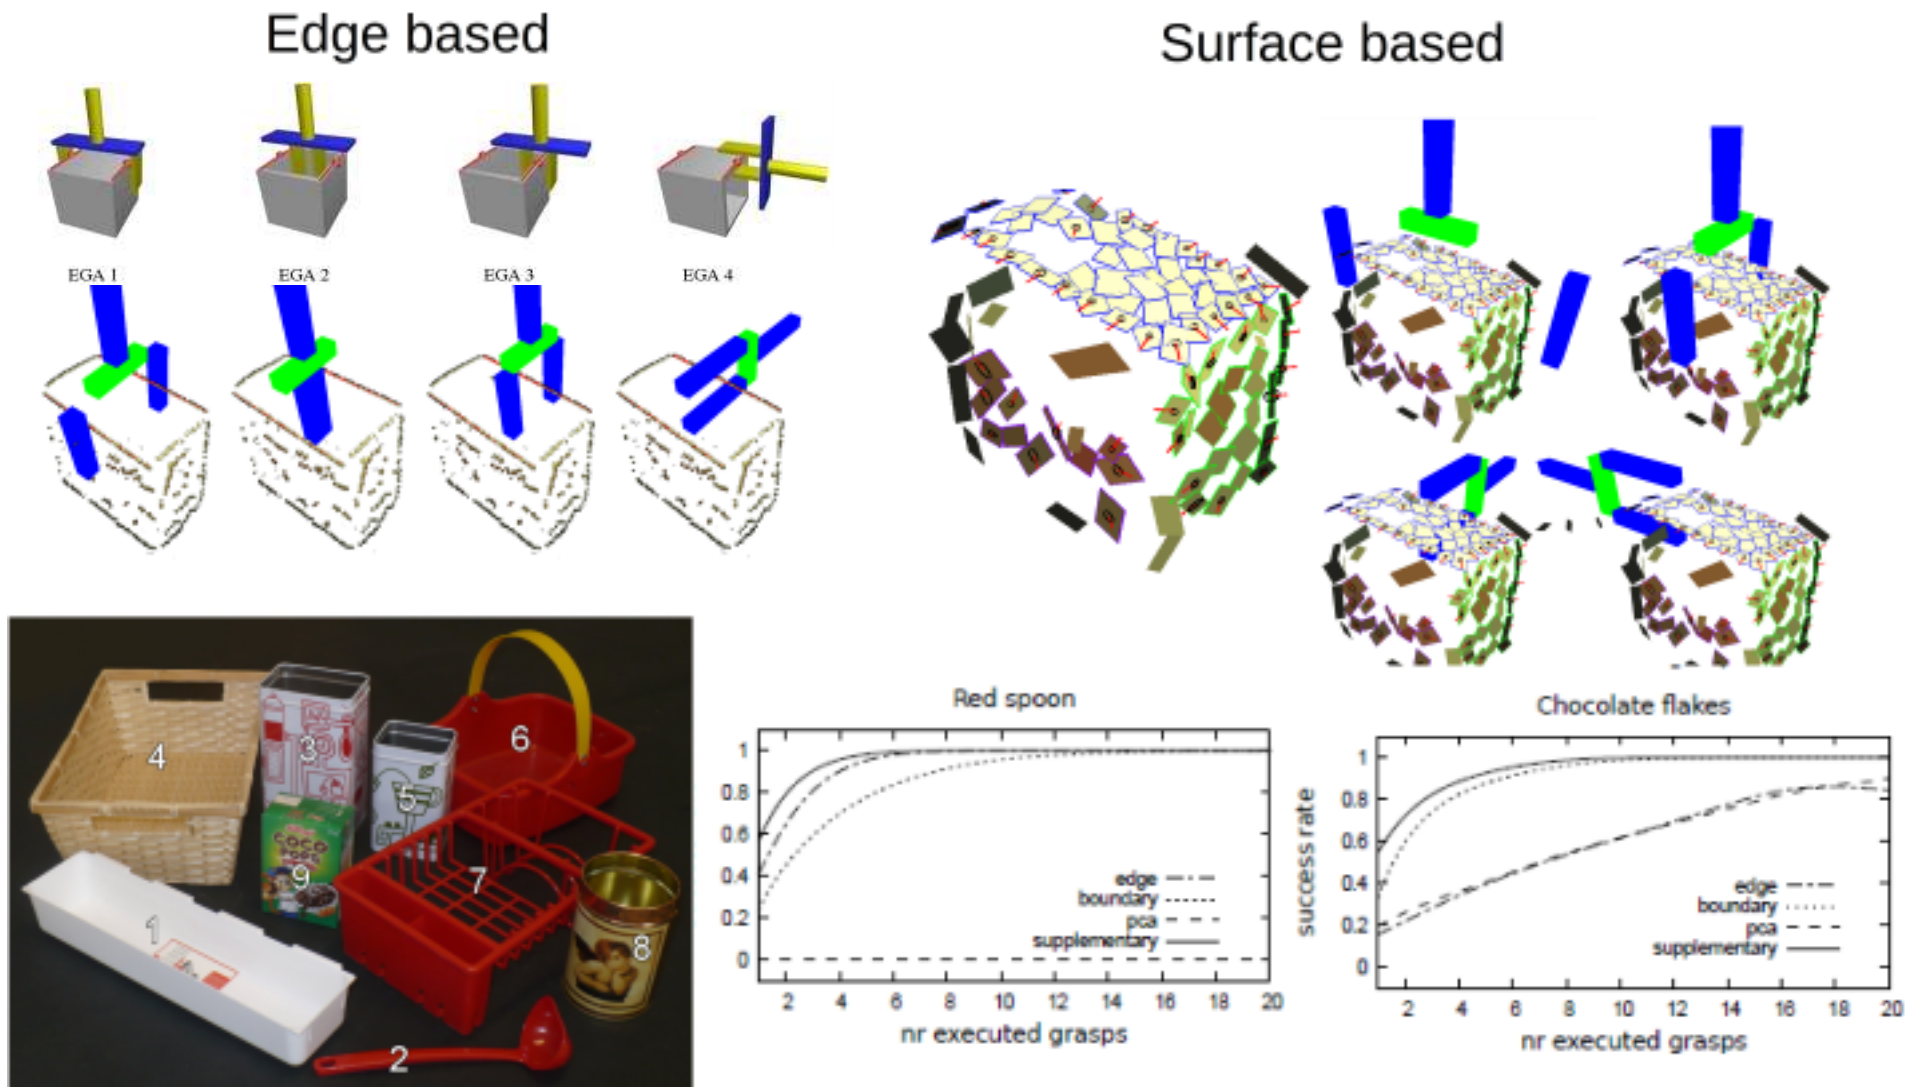 Edge based
Surface based
EGA 1
EGA 2
EGA 3
EGA 4
4
3
6
5
COCO
POPS
9
7
1
8
2
Red spoon
1
0.8
0.6
0.4
0.2
0
edge
boundary
pca
supplementary
2 4 6 8 10 12 14 16 18 20
nr executed grasps
Chocolate flakes
success rate
1
0.8
0.6
0.4
0.2
0
edge
boundary
pca
supplementary
2 4 6 8 10 12 14 16 18 20
nr executed grasps